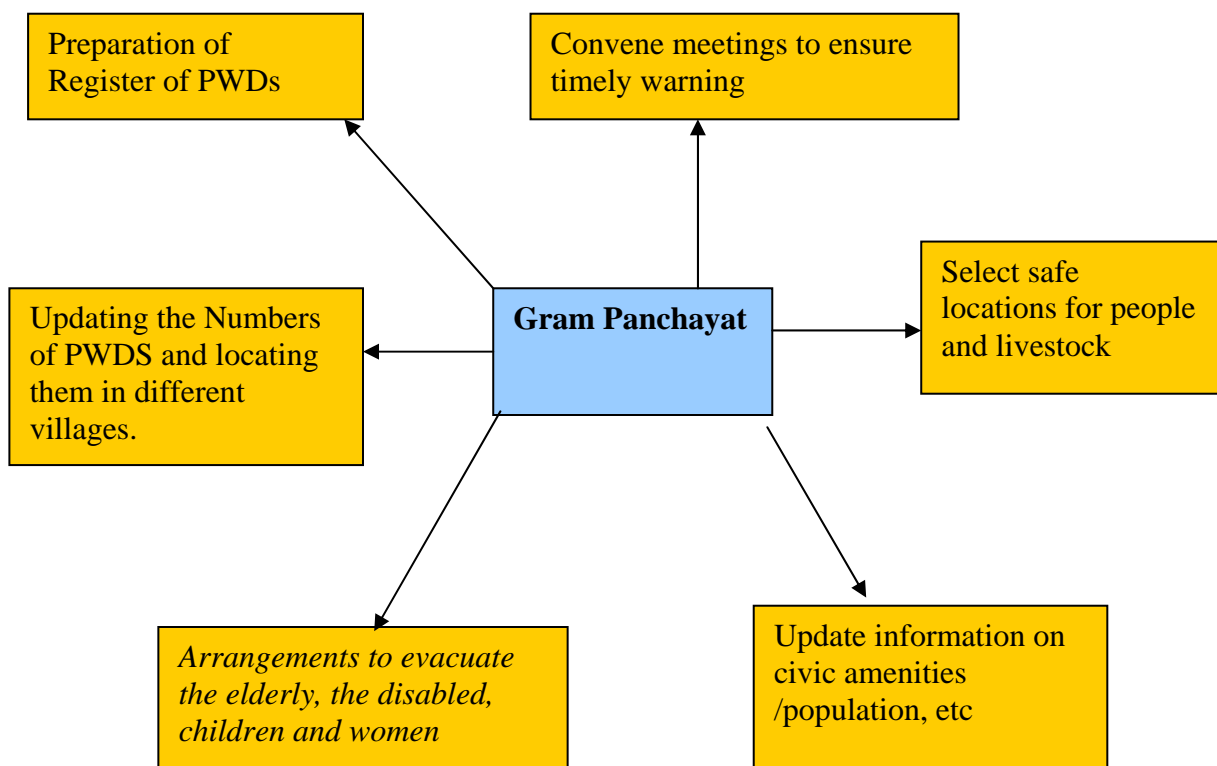 Preparation of
Register of PWDs
Convene meetings to ensure
timely warning
Select safe
locations for people
and livestock
Gram Panchayat
Updating the Numbers
of PWDS and locating
them in different
villages.
Arrangements to evacuate
the elderly, the disabled,
children and women
Update information on
civic amenities
/population, etc